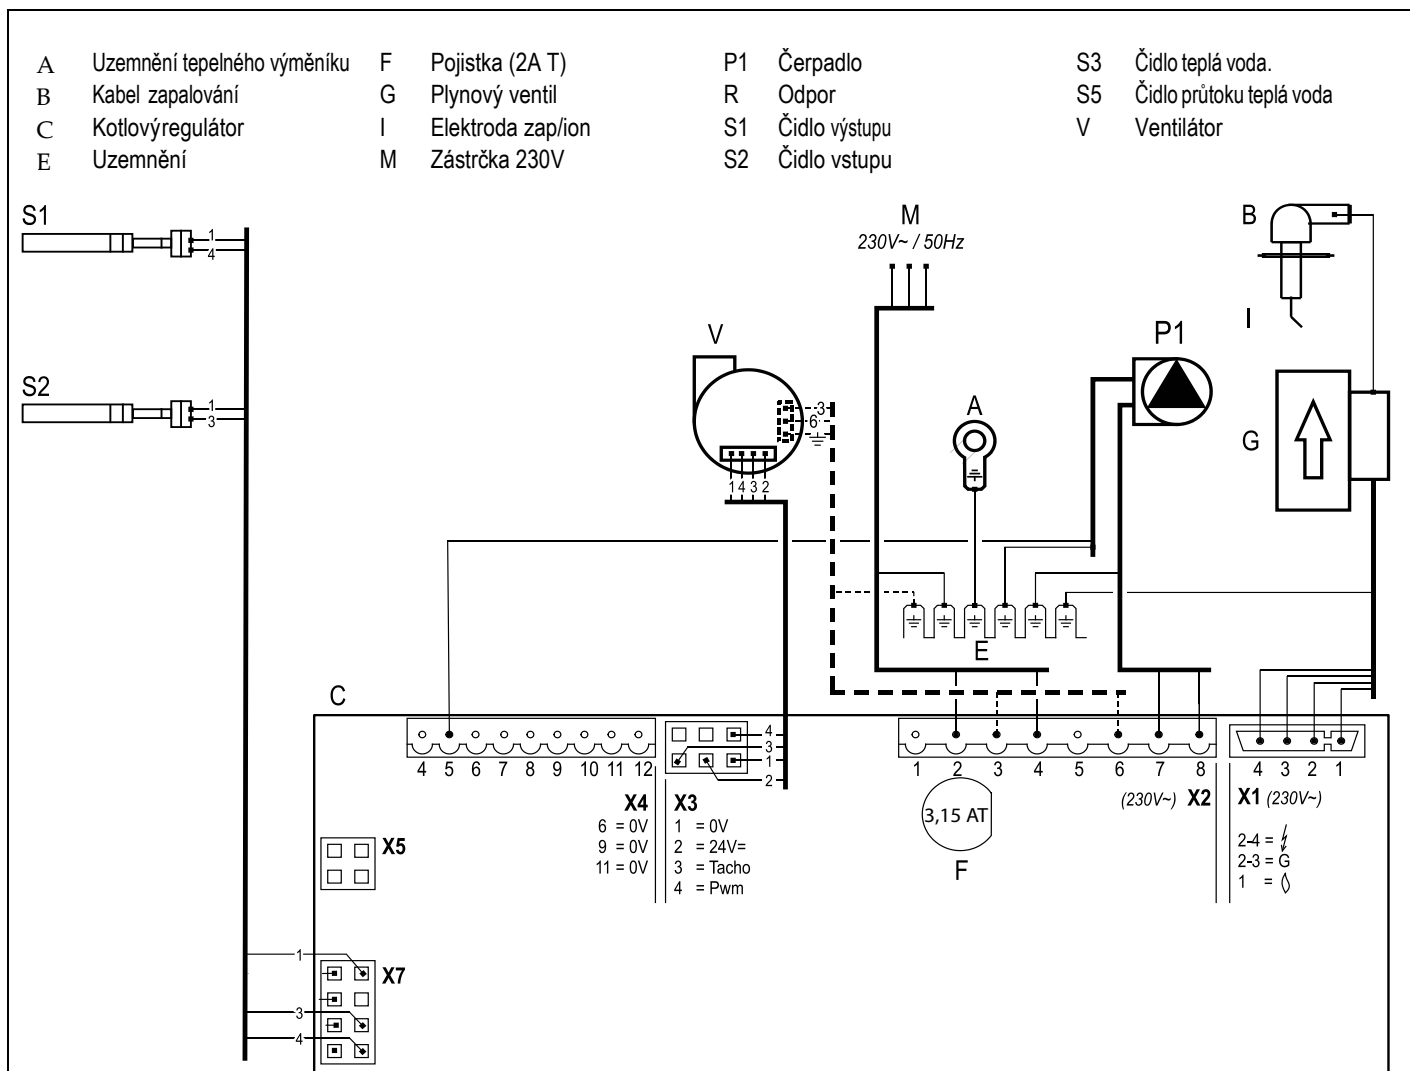 A Uzemnění tepelného výměníku F Pojistka (2A T) P1 Čerpadlo S3 Čidlo teplá voda.
B Kabel zapalování G Plynový ventil R Odpor S5 Čidlo průtoku teplá voda
C Kotlovýregulátor I Elektroda zap/ion S1 Čidlo výstupu V Ventilátor
E Uzemnění M Zástrčka 230V S2 Čidlo vstupu
S1
1
4
M
230V~ / 50Hz
B
I
V
P1
S2
1
3
3
6
A
G
1 4 3 2
E
C
4
3
1
2
4 5 6 7 8 9 10 11 12
1 2 3 4 5 6 7 8
4 3 2 1
X4
6 = 0V
9 = 0V
11 = 0V
X3
1 = 0V
2 = 24V=
3 = Tacho
4 = Pwm
3,15 AT
F
(230V~) X2
X1 (230V~)
2-4 =
2-3 = G
1 =
X5
1
X7
3
4